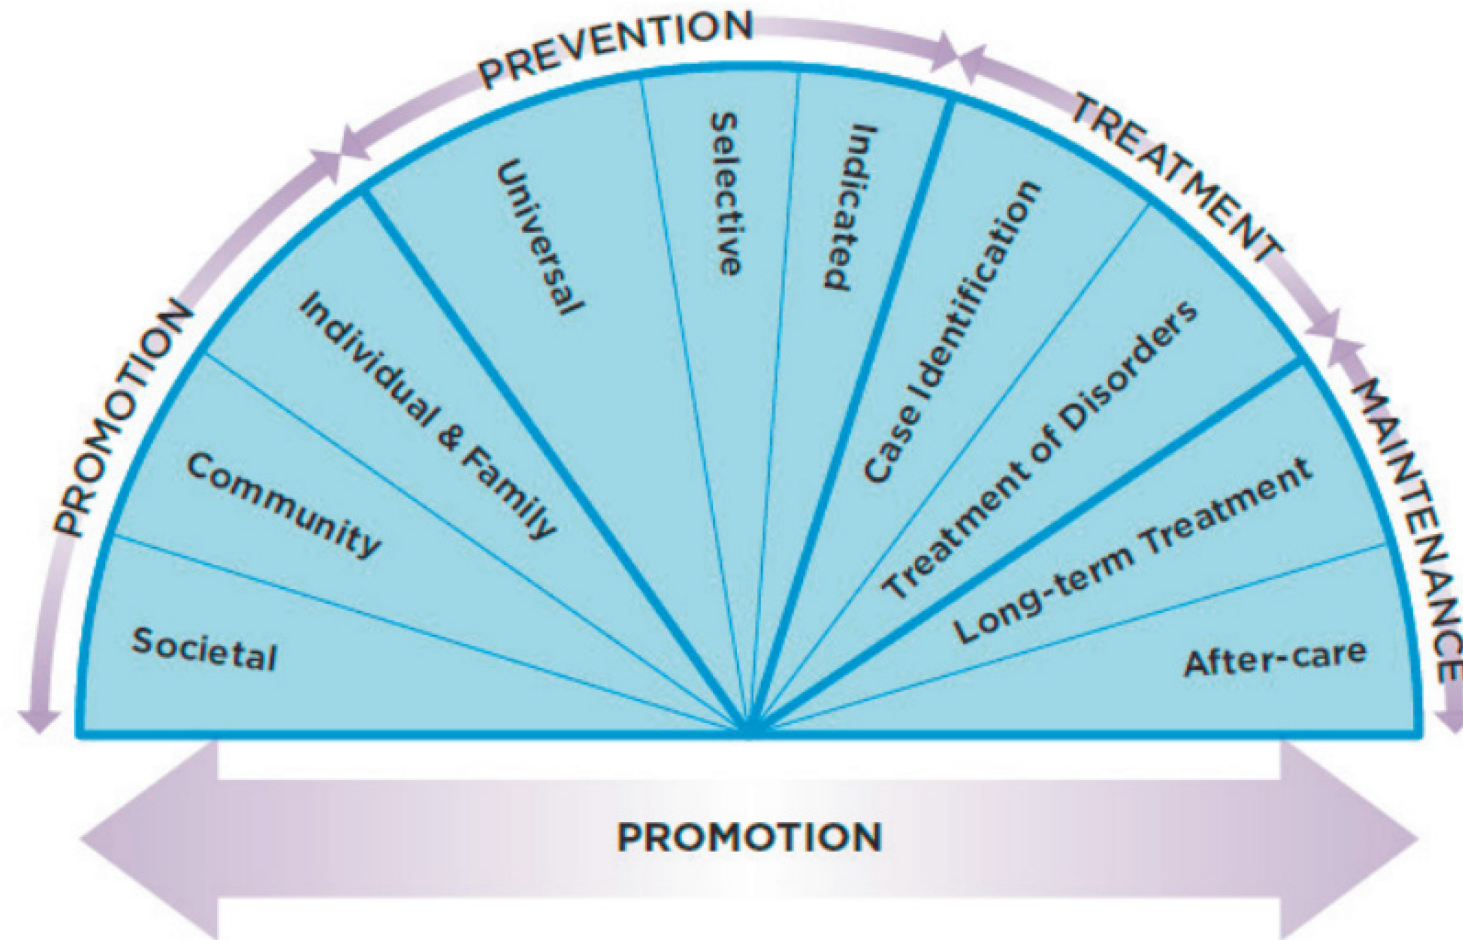 PROMOTION
PREVENTION
TREATMENT
MAINTENANCE
Societal
Community
Individual & Family
Universal
Selective
Indicated
Case Identification
Treatment of Disorders
Long-term Treatment
After-care
PROMOTION